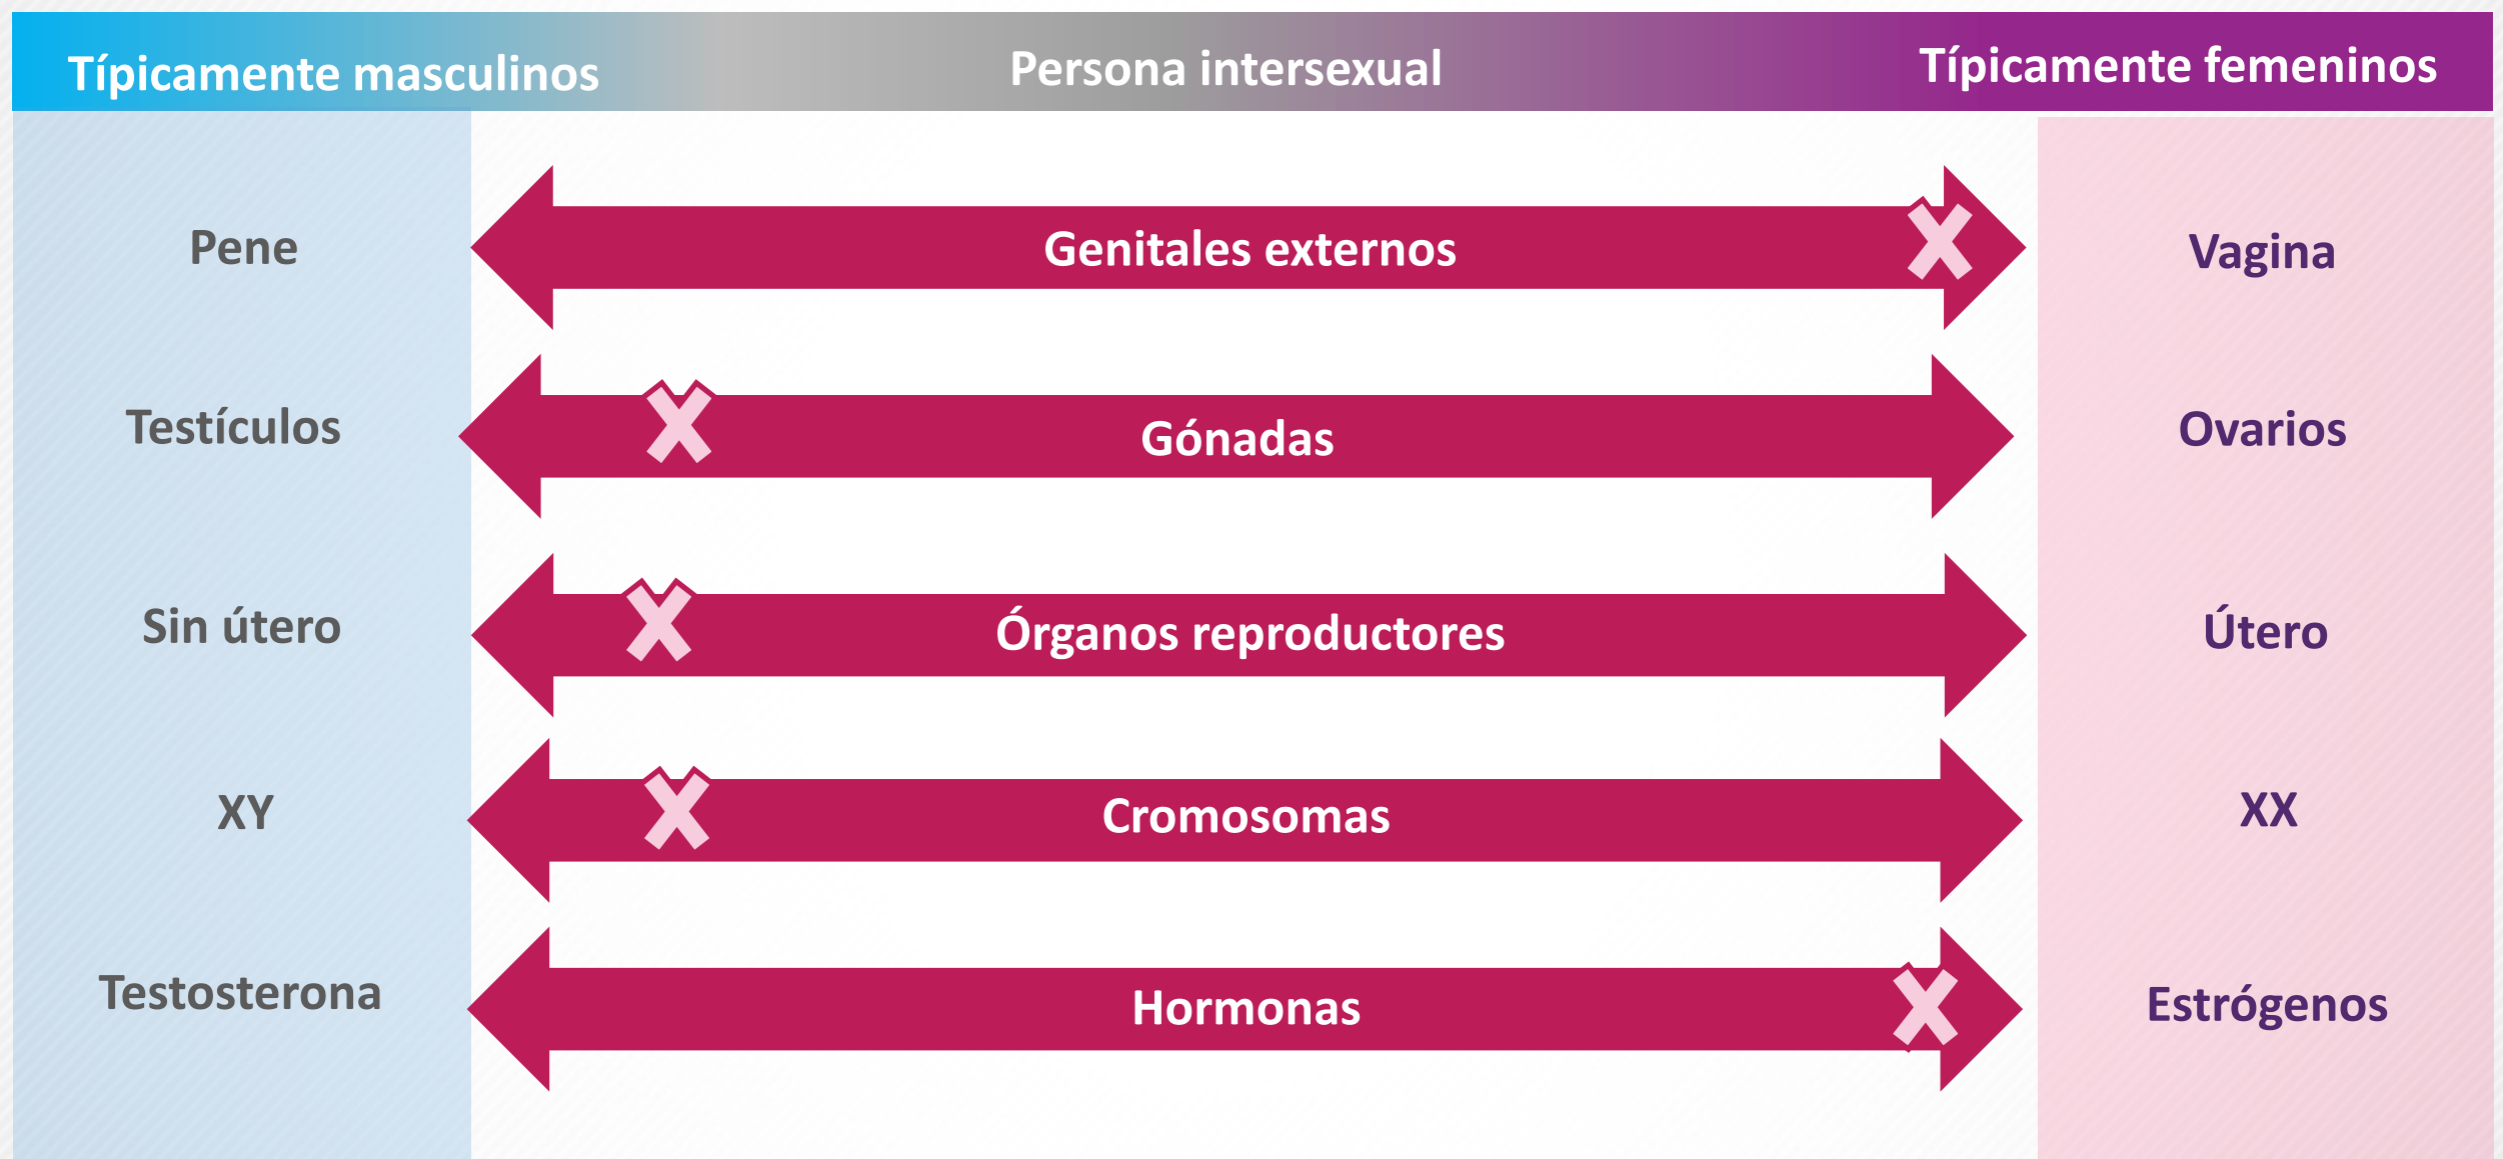 Típicamente masculinos
Persona intersexual
Típicamente femeninos
Pene
Genitales externos
Vagina
Testículos
Gónadas
Ovarios
Sin útero
Órganos reproductores
Útero
XY
Cromosomas
XX
Testosterona
Hormonas
Estrógenos